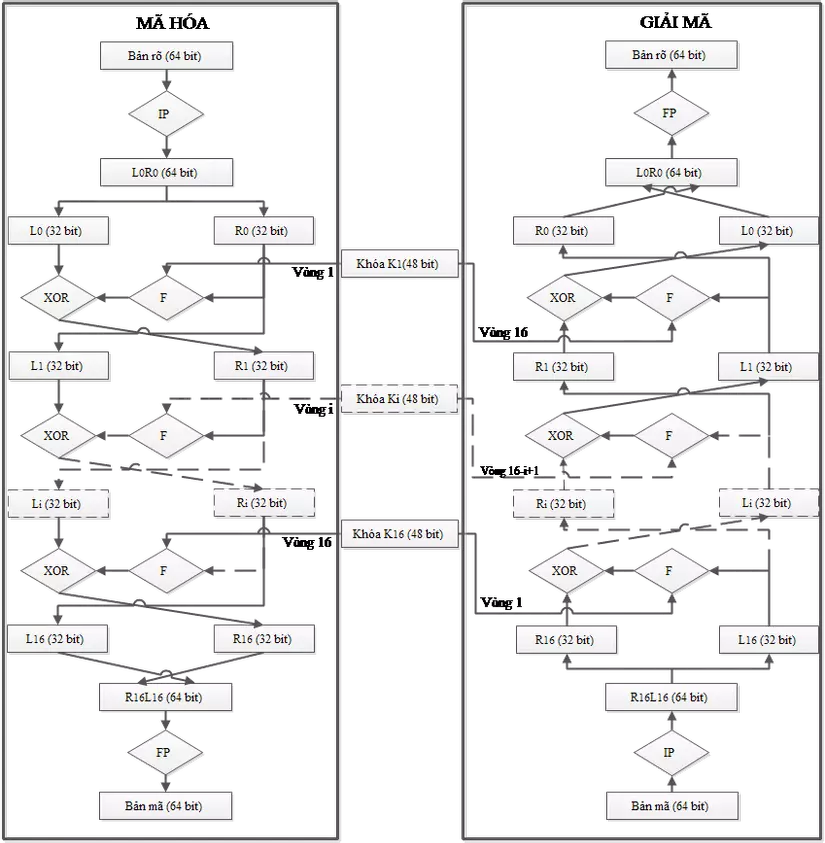 MÃ HÓA
Bản rõ (64 bit)
IP
L0R0 (64 bit)
L0 (32 bit)
R0 (32 bit)
Vòng 1
XOR
F
L1 (32 bit)
R1 (32 bit)
Vòng i
XOR
F
Li (32 bit)
Ri (32 bit)
Vòng 16
XOR
F
L16 (32 bit)
R16 (32 bit)
R16L16 (64 bit)
FP
Bản mã (64 bit)
Khóa K1(48 bit)
Khóa Ki (48 bit)
Khóa K16 (48 bit)
GIẢI MÃ
Bản rõ (64 bit)
FP
L0R0 (64 bit)
R0 (32 bit)
L0 (32 bit)
XOR
F
Vòng 16
R1 (32 bit)
L1 (32 bit)
XOR
F
Vòng 16-i+1
Ri (32 bit)
Li (32 bit)
XOR
F
Vòng 1
R16 (32 bit)
L16 (32 bit)
R16L16 (64 bit)
IP
Bản mã (64 bit)